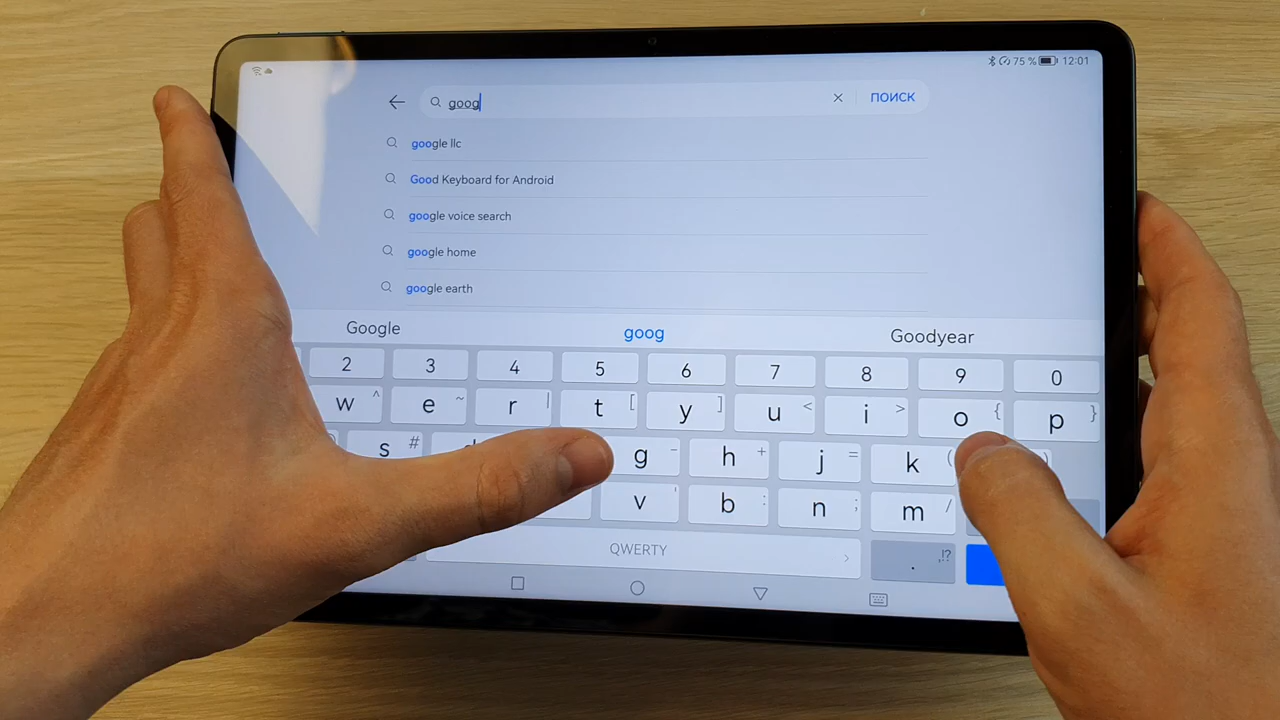 75 % 12:01
goog ПОИСК
google llc
Good Keyboard for Android
google voice search
google home
google earth
Google goog Goodyear
2 3 4 5 6 7 8 9 0
w ^ e ~ r | t [ y ] u < i > o { p }
s # g - h + j = k ( )
v ' b : n ; m /
QWERTY . ,!?